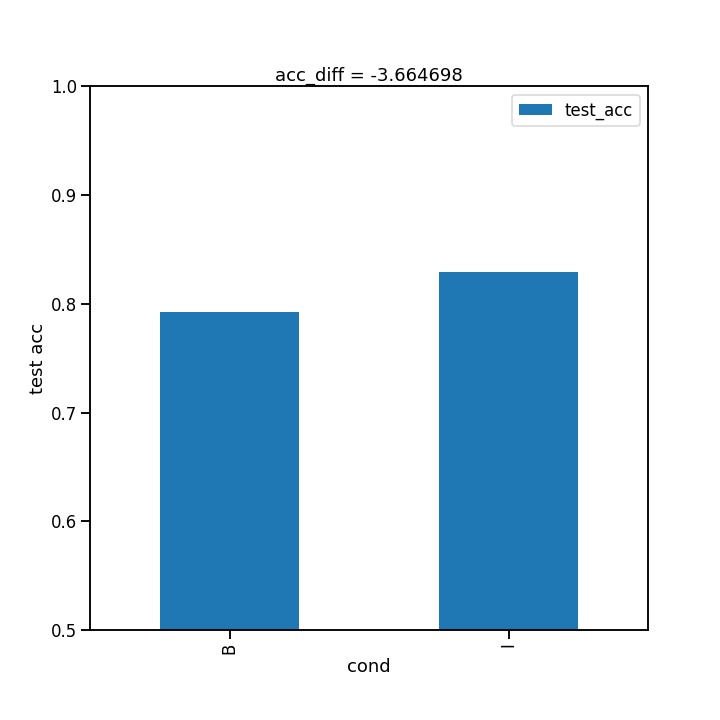 acc_diff = -3.664698
test_acc
1.0
0.9
0.8
0.7
0.6
0.5
test acc
B
I
cond